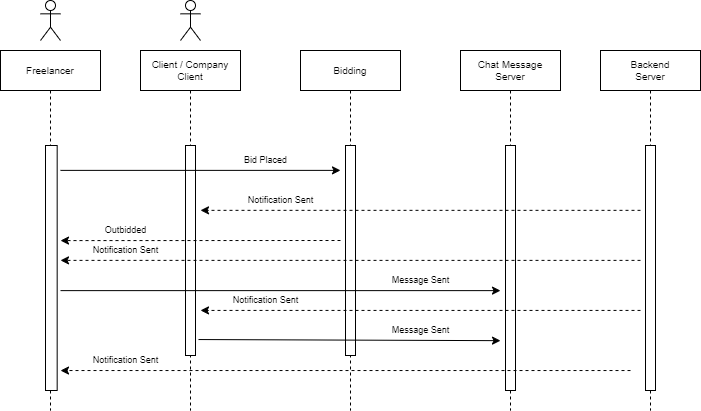 Freelancer
Client / Company
Client
Bidding
Chat Message
Server
Backend
Server
Bid Placed
Notification Sent
Outbidded
Notification Sent
Message Sent
Notification Sent
Message Sent
Notification Sent